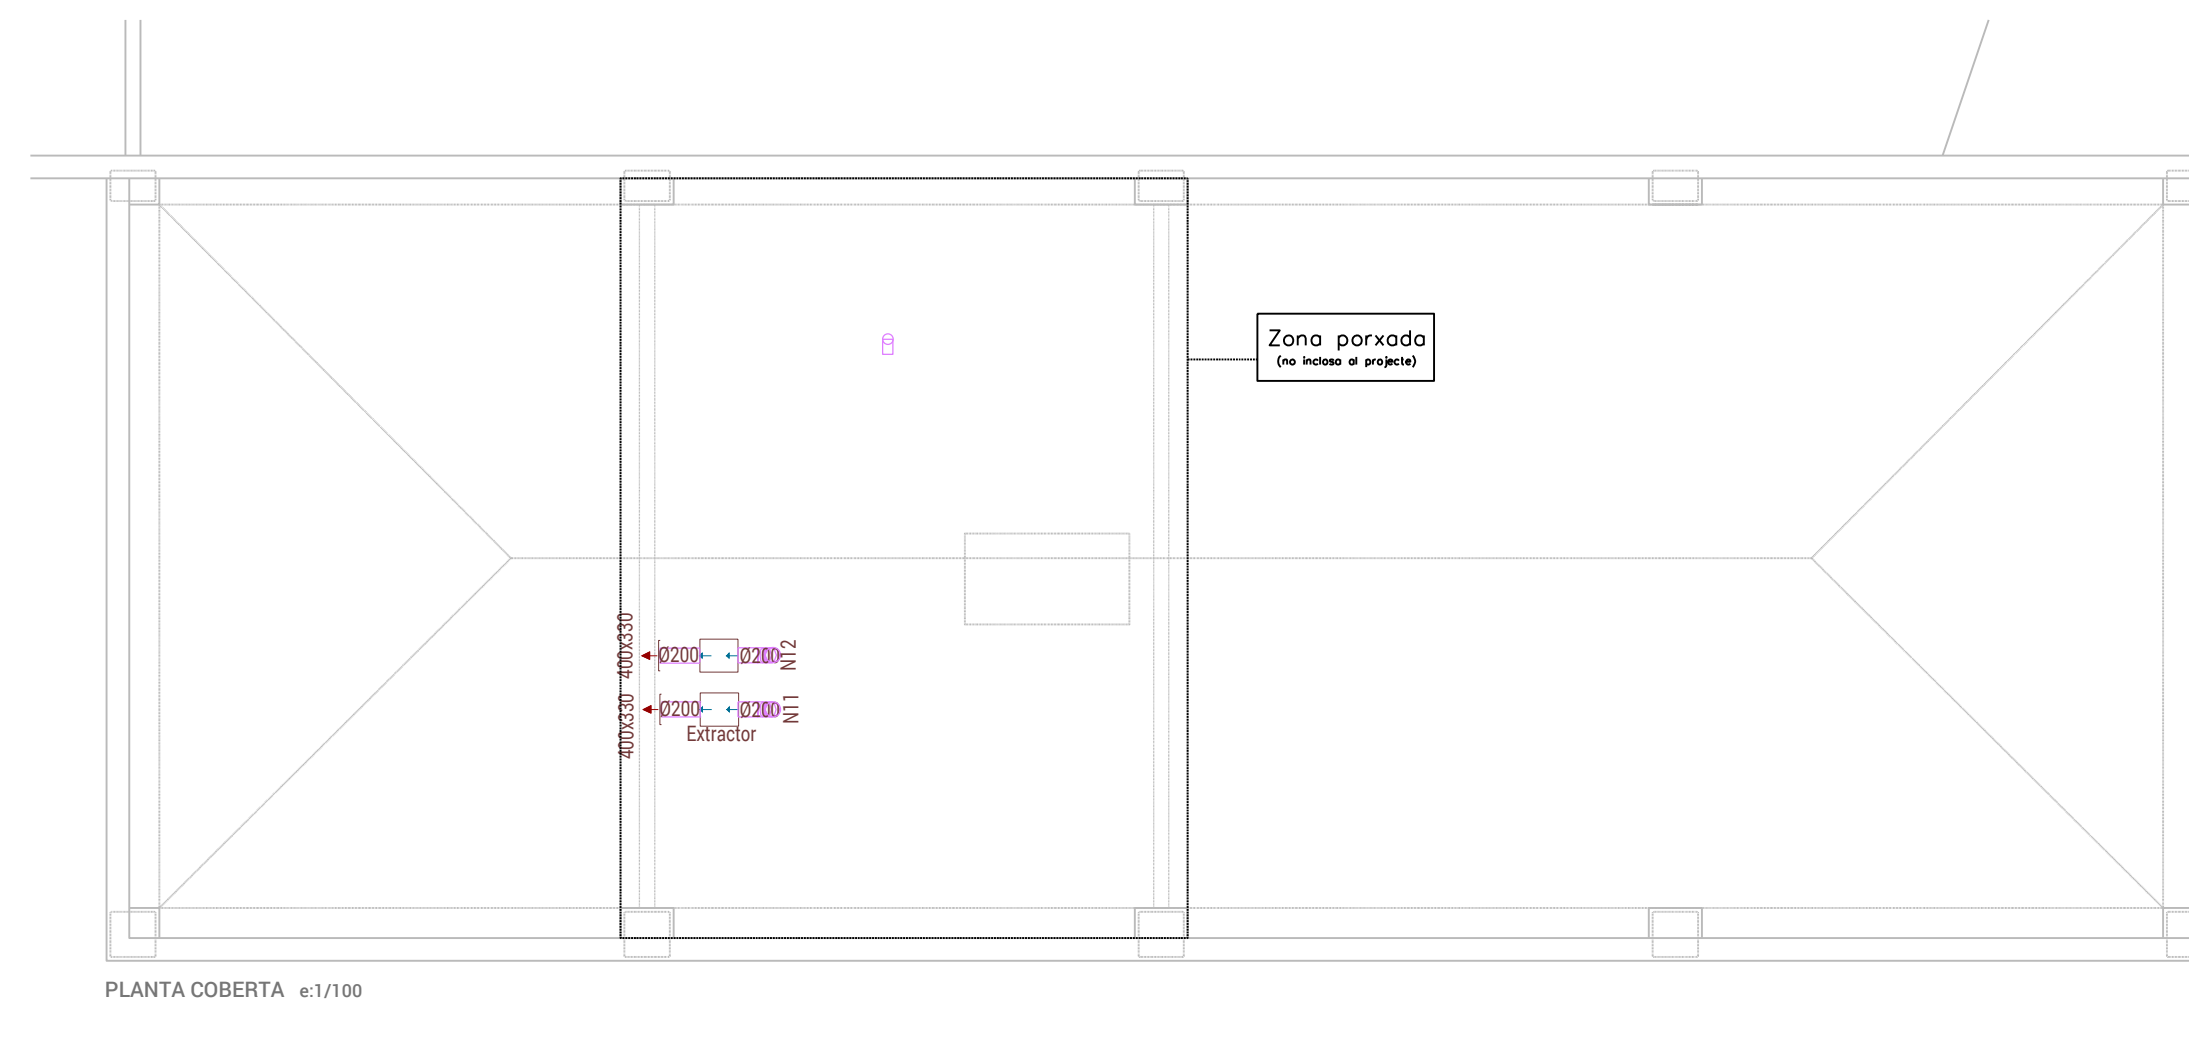 Zona porxada
(no inclosa al projecte)
400x330
Ø200
Ø200
N12
400x330
Ø200
Ø200
N11
Extractor
PLANTA COBERTA e:1/100